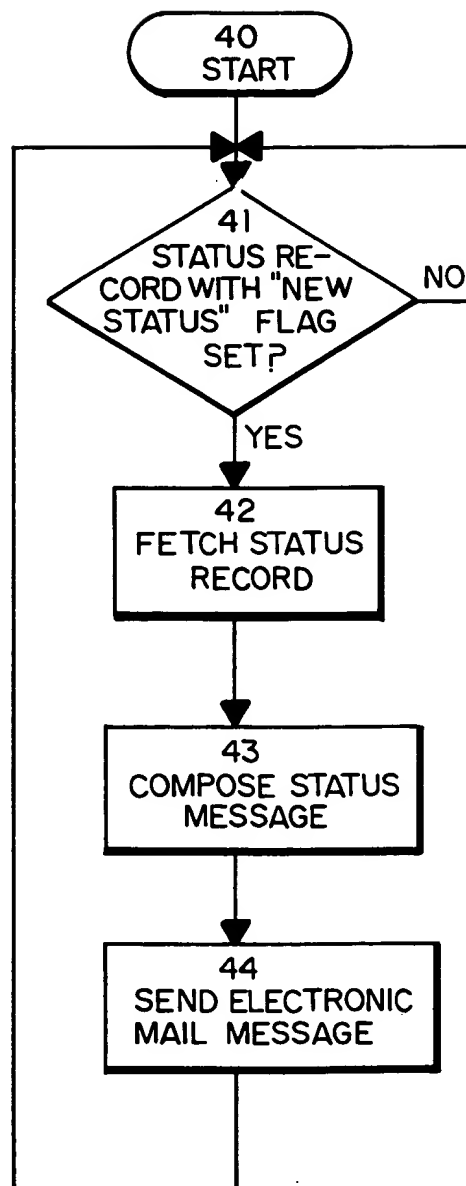 40
START
41
STATUS RE-
CORD WITH "NEW
STATUS" FLAG
SET?
NO
YES
42
FETCH STATUS
RECORD
43
COMPOSE STATUS
MESSAGE
44
SEND ELECTRONIC
MAIL MESSAGE